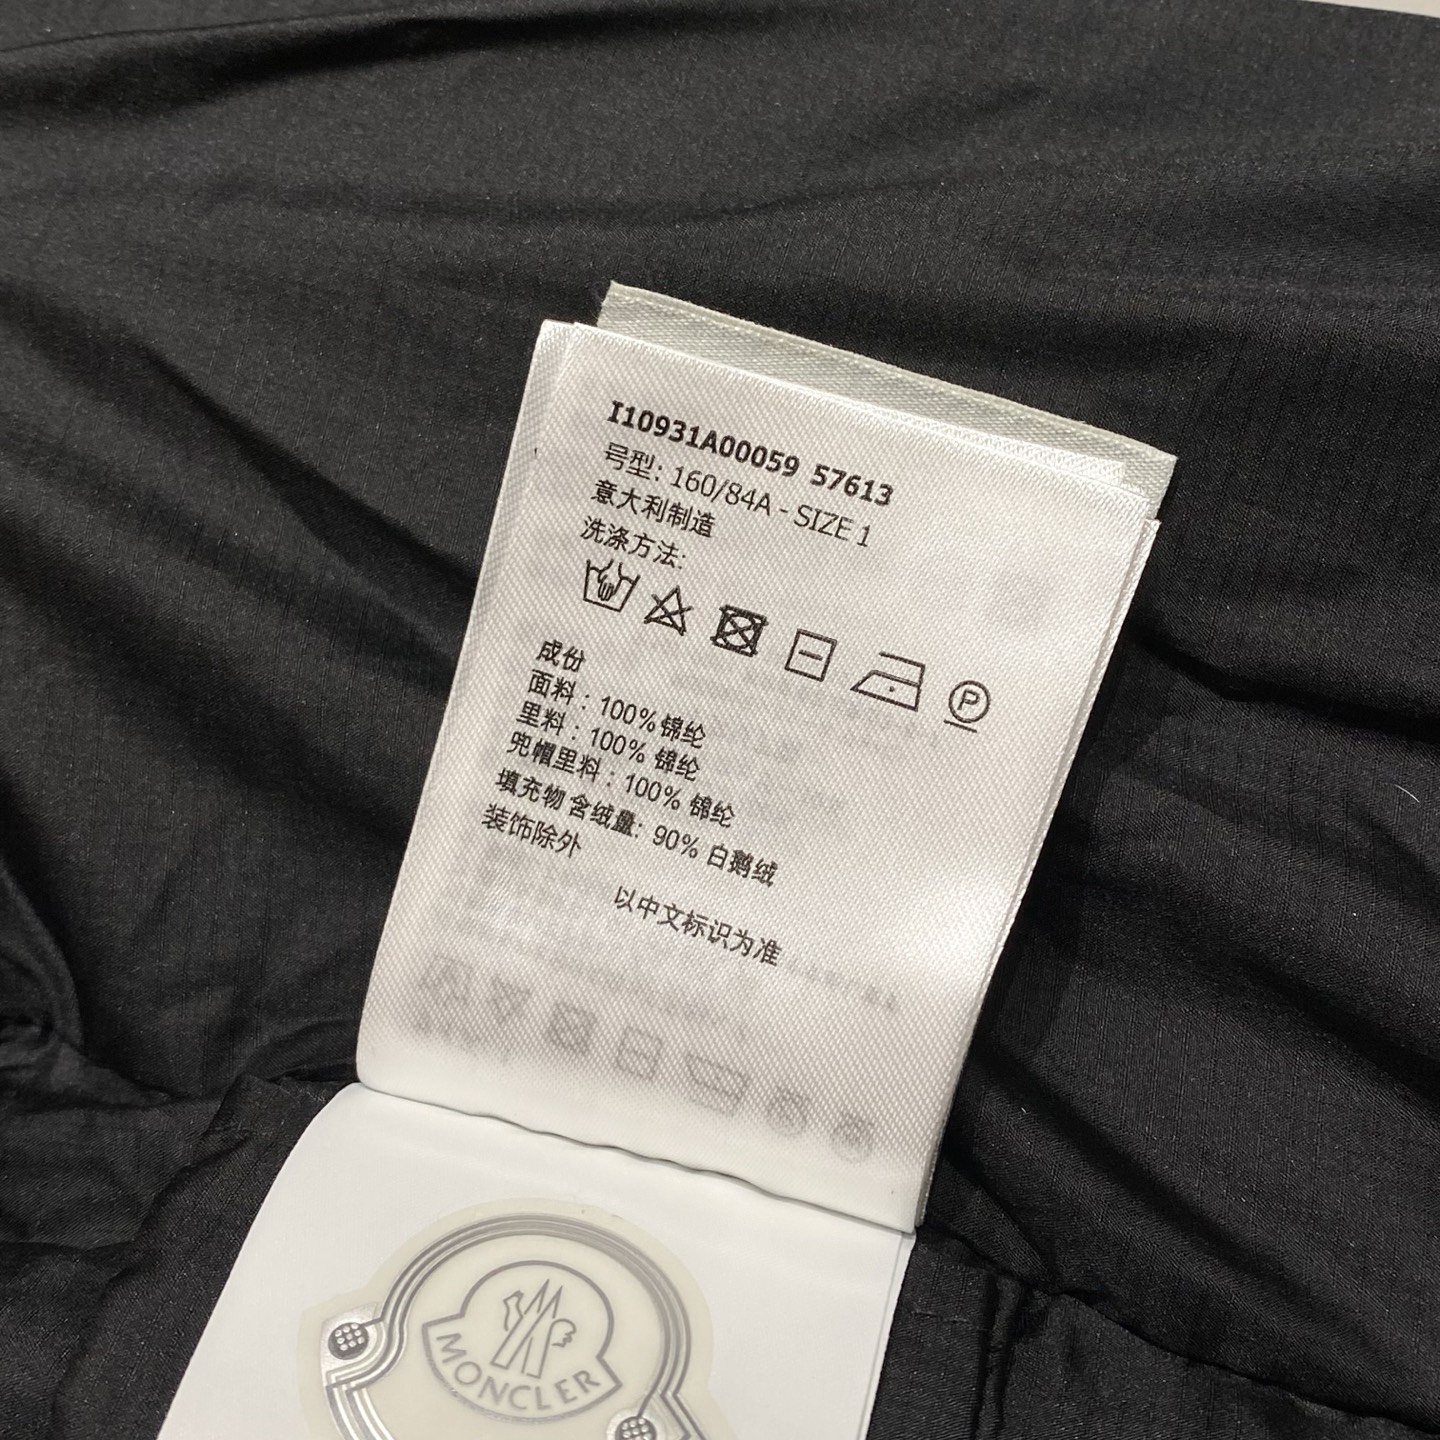 I10931A00059 57613
号型: 160/84A - SIZE 1
意大利制造
洗涤方法:
P
成份
面料 : 100% 锦纶
里料 : 100% 锦纶
兜帽里料 : 100% 锦纶
填充物 含绒量: 90% 白鹅绒
装饰除外
以中文标识为准
MONCLER